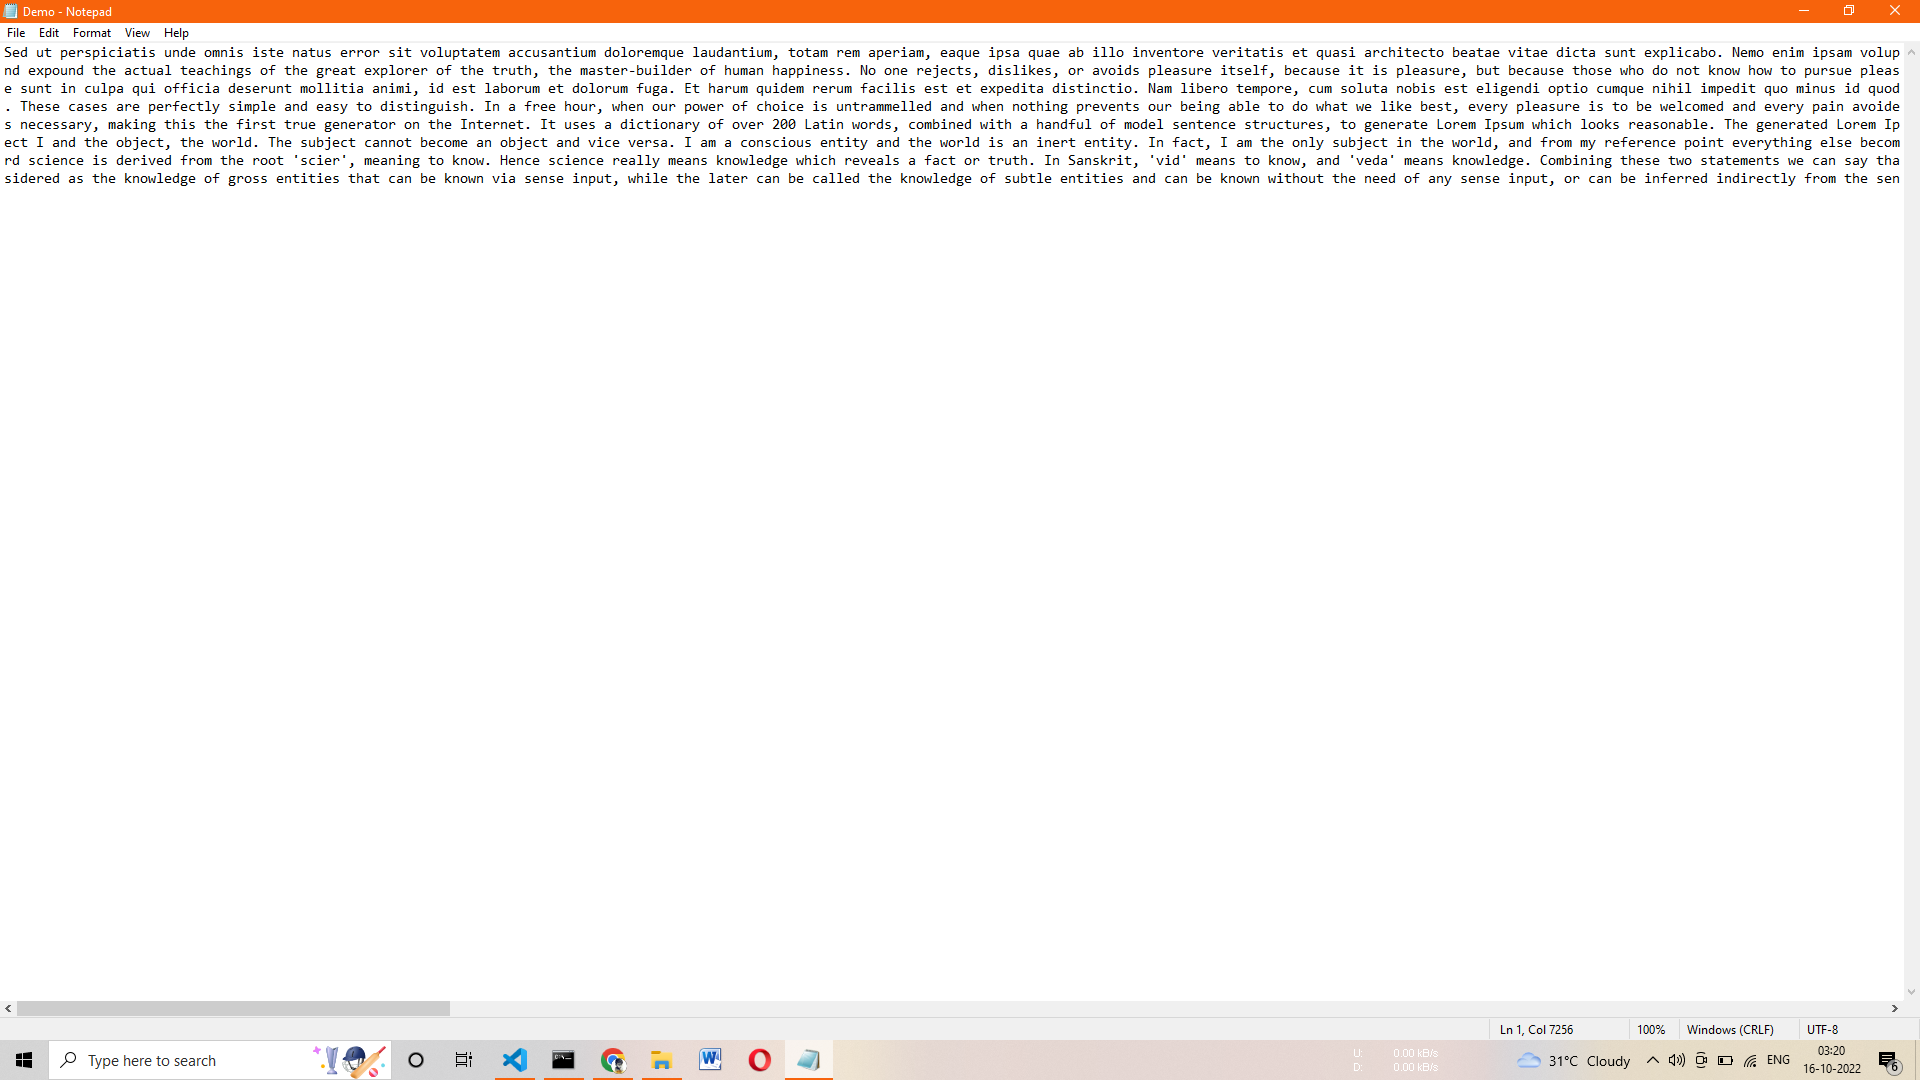 Demo - Notepad
File Edit Format View Help
Sed ut perspiciatis unde omnis iste natus error sit voluptatem accusantium doloremque laudantium, totam rem aperiam, eaque ipsa quae ab illo inventore veritatis et quasi architecto beatae vitae dicta sunt explicabo. Nemo enim ipsam volup
nd expound the actual teachings of the great explorer of the truth, the master-builder of human happiness. No one rejects, dislikes, or avoids pleasure itself, because it is pleasure, but because those who do not know how to pursue pleas
e sunt in culpa qui officia deserunt mollitia animi, id est laborum et dolorum fuga. Et harum quidem rerum facilis est et expedita distinctio. Nam libero tempore, cum soluta nobis est eligendi optio cumque nihil impedit quo minus id quod
. These cases are perfectly simple and easy to distinguish. In a free hour, when our power of choice is untrammelled and when nothing prevents our being able to do what we like best, every pleasure is to be welcomed and every pain avoide
s necessary, making this the first true generator on the Internet. It uses a dictionary of over 200 Latin words, combined with a handful of model sentence structures, to generate Lorem Ipsum which looks reasonable. The generated Lorem Ip
ect I and the object, the world. The subject cannot become an object and vice versa. I am a conscious entity and the world is an inert entity. In fact, I am the only subject in the world, and from my reference point everything else becom
rd science is derived from the root 'scier', meaning to know. Hence science really means knowledge which reveals a fact or truth. In Sanskrit, 'vid' means to know, and 'veda' means knowledge. Combining these two statements we can say tha
sidered as the knowledge of gross entities that can be known via sense input, while the later can be called the knowledge of subtle entities and can be known without the need of any sense input, or can be inferred indirectly from the sen
Ln 1, Col 7256 100% Windows (CRLF) UTF-8
Type here to search
U: 0.00 kB/s
D: 0.00 kB/s
31°C Cloudy
ENG
03:20
16-10-2022
6